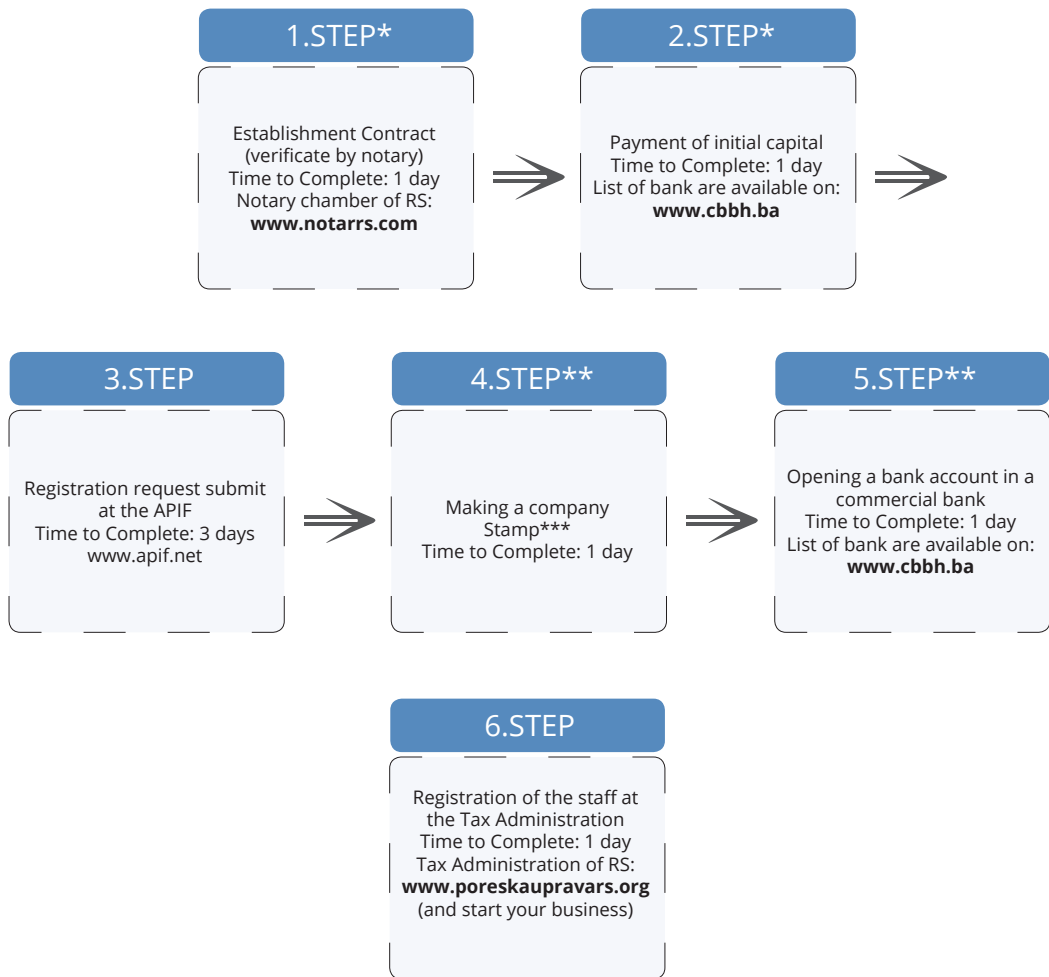 1.STEP*
Establishment Contract
(verificate by notary)
Time to Complete: 1 day
Notary chamber of RS:
www.notarrs.com
2.STEP*
Payment of initial capital
Time to Complete: 1 day
List of bank are available on:
www.cbbh.ba
3.STEP
Registration request submit
at the APIF
Time to Complete: 3 days
www.apif.net
4.STEP**
Making a company
Stamp***
Time to Complete: 1 day
5.STEP**
Opening a bank account in a
commercial bank
Time to Complete: 1 day
List of bank are available on:
www.cbbh.ba
6.STEP
Registration of the staff at
the Tax Administration
Time to Complete: 1 day
Tax Administration of RS:
www.poreskaupravars.org
(and start your business)